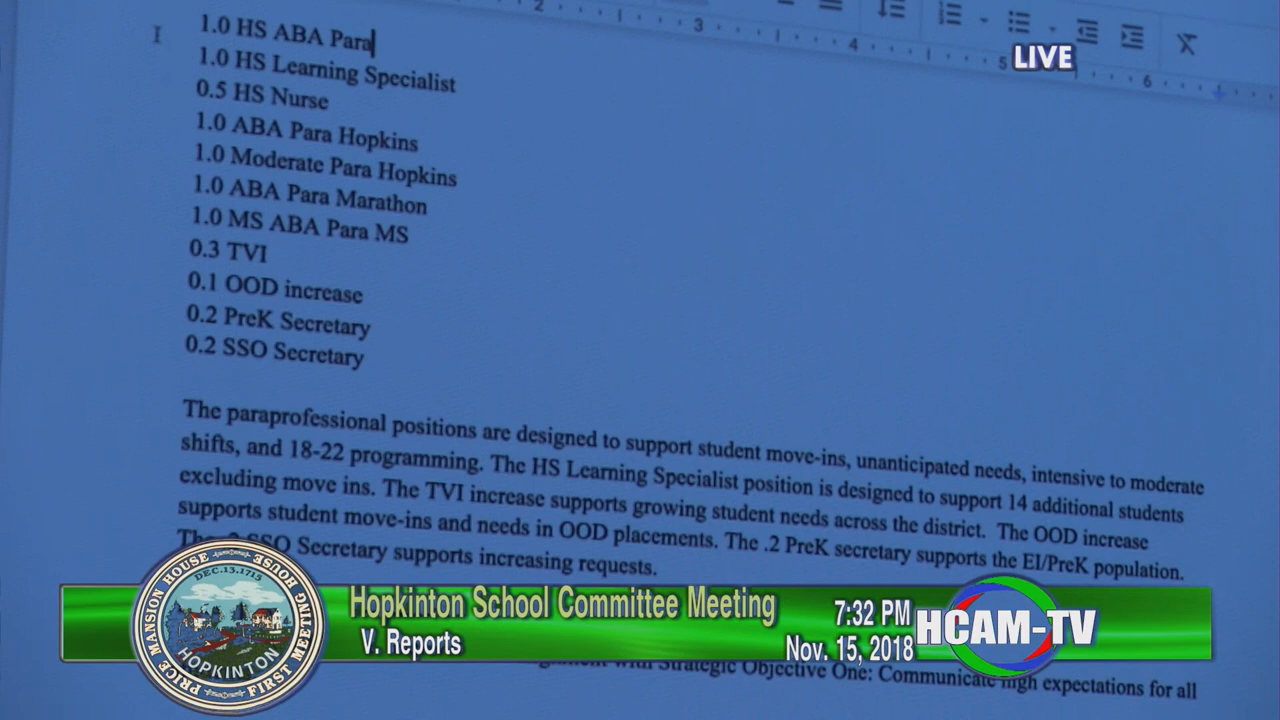 2 3 4 5 6
LIVE
1.0 HS ABA Para
1.0 HS Learning Specialist
0.5 HS Nurse
1.0 ABA Para Hopkins
1.0 Moderate Para Hopkins
1.0 ABA Para Marathon
1.0 MS ABA Para MS
0.3 TVI
0.1 OOD increase
0.2 PreK Secretary
0.2 SSO Secretary
The paraprofessional positions are designed to support student move-ins, unanticipated needs, intensive to moderate
shifts, and 18-22 programming. The HS Learning Specialist position is designed to support 14 additional students
excluding move ins. The TVI increase supports growing student needs across the district. The OOD increase
supports student move-ins and needs in OOD placements. The .2 PreK secretary supports the EI/PreK population.
SSO Secretary supports increasing requests.
PRICE MANSION HOUSE FIRST MEETING HOUSE
DEC.13.1715
HOPKINTON
Hopkinton School Committee Meeting
V. Reports
7:32 PM
Nov. 15, 2018
HCAM-TV
with Strategic Objective One: Communicate high expectations for all